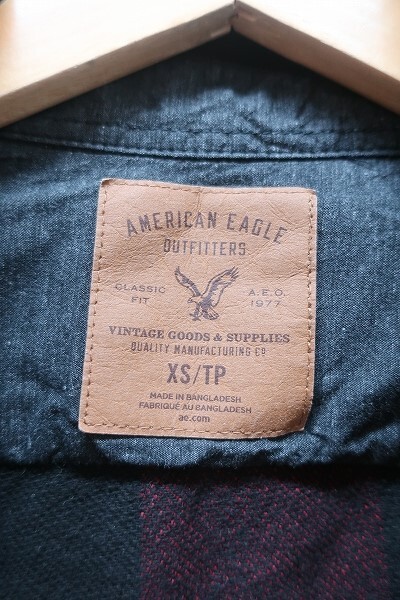 AMERICAN EAGLE
OUTFITTERS
CLASSIC FIT
A.E.O. 1977
VINTAGE GOODS & SUPPLIES
QUALITY MANUFACTURING Co
XS/TP
MADE IN BANGLADESH
FABRIQUÉ AU BANGLADESH
ae.com